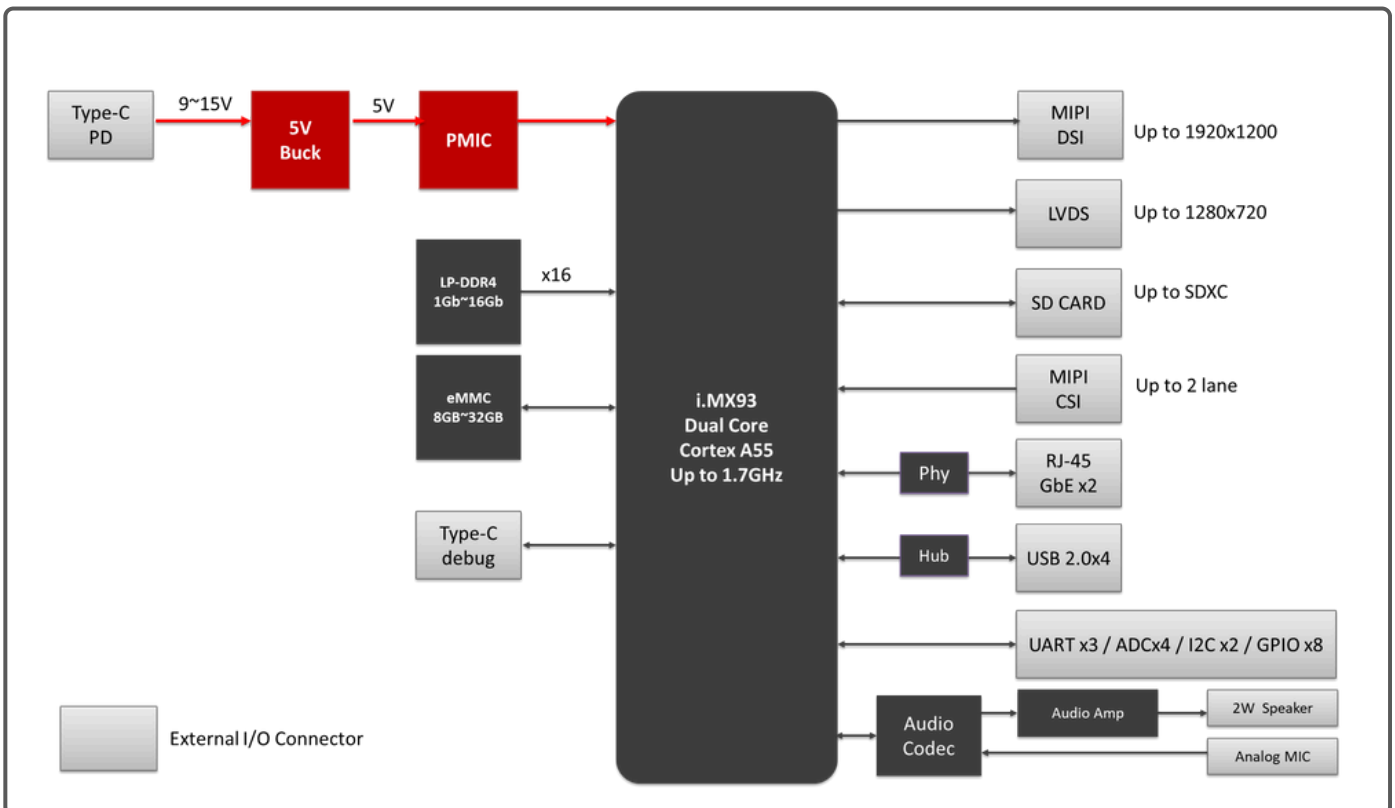 Type-C
PD
9~15V
5V
Buck
5V
PMIC
LP-DDR4
1Gb~16Gb
x16
eMMC
8GB~32GB
Type-C
debug
i.MX93
Dual Core
Cortex A55
Up to 1.7GHz
MIPI
DSI
Up to 1920x1200
LVDS
Up to 1280x720
SD CARD
Up to SDXC
MIPI
CSI
Up to 2 lane
Phy
RJ-45
GbE x2
Hub
USB 2.0x4
UART x3 / ADCx4 / I2C x2 / GPIO x8
Audio
Codec
Audio Amp
2W Speaker
Analog MIC
External I/O Connector